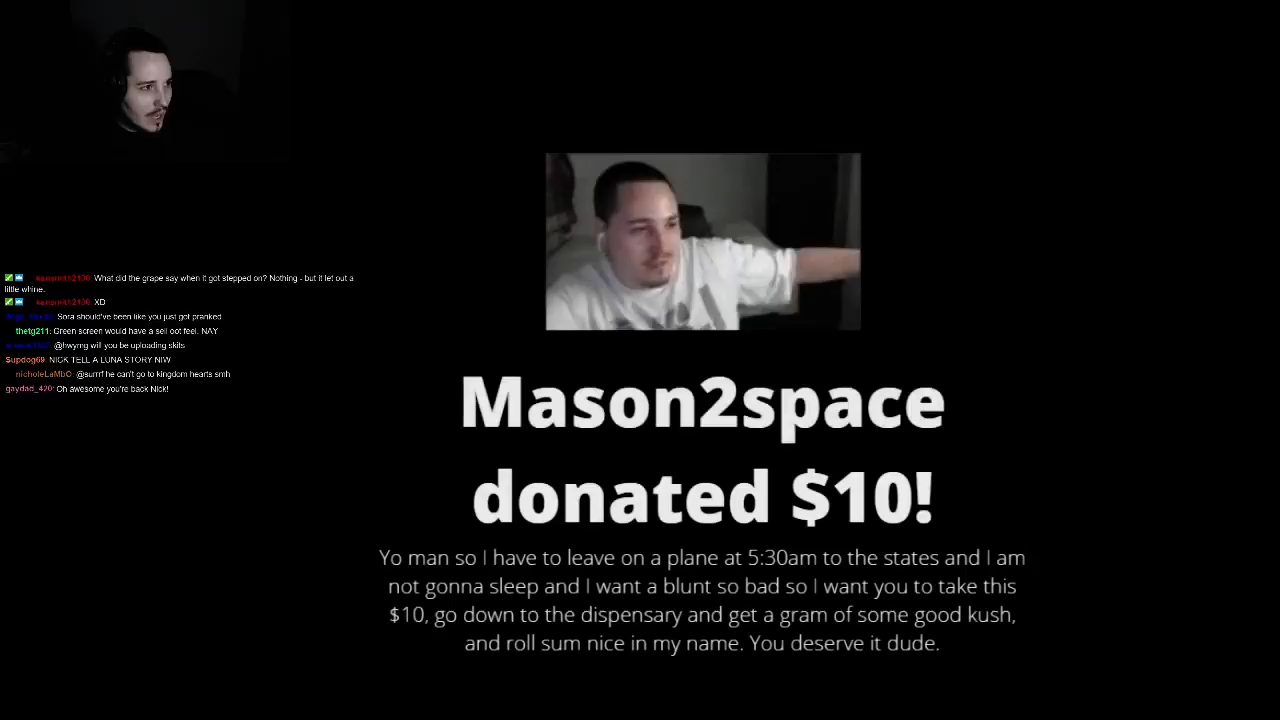 What did the grape say when it got stepped on? Nothing - but it let out a
little whine.
XD
Sora should've been like you just got pranked
thetg211: Green screen would have a sell oot feel. NAY
@hwymg will you be uploading skits
Supdog69: NICK TELL A LUNA STORY NIW
nicholeLaMbO: @surrrf he can't go to kingdom hearts smh
gaydad_420: Oh awesome you're back Nick!
Mason2space
donated $10!
Yo man so I have to leave on a plane at 5:30am to the states and I am
not gonna sleep and I want a blunt so bad so I want you to take this
$10, go down to the dispensary and get a gram of some good kush,
and roll sum nice in my name. You deserve it dude.